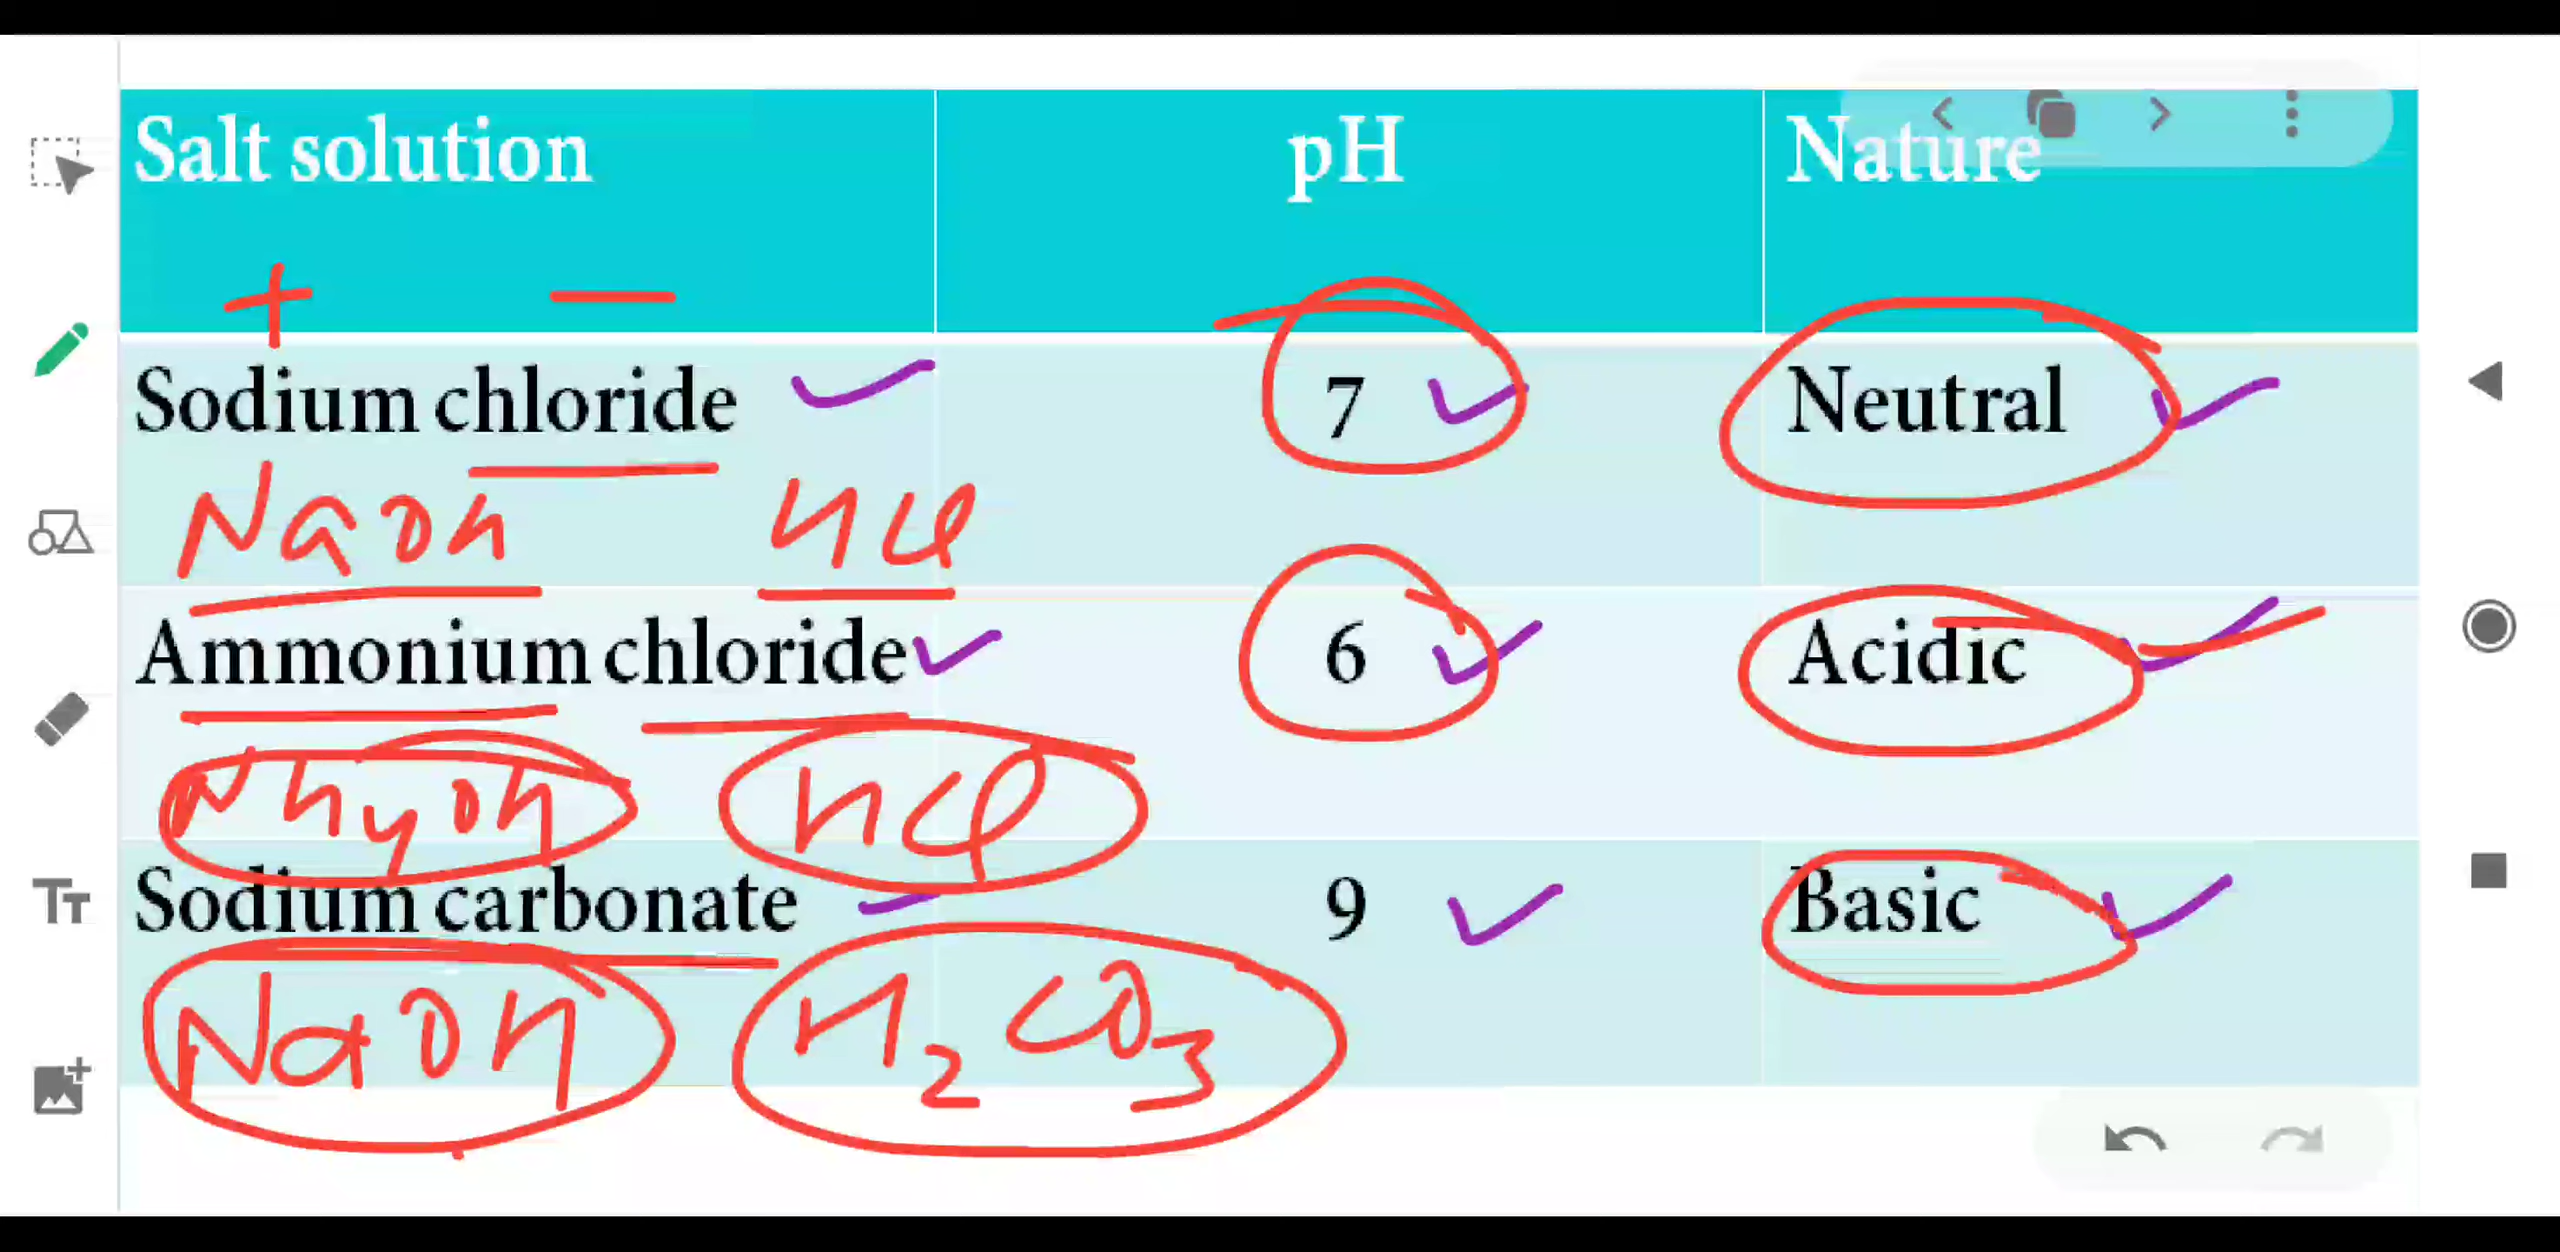 Salt solution pH Nature
+ −
Sodium chloride 7 Neutral
NaOH HCl
Ammonium chloride 6 Acidic
Nh4OH HCl
Sodium carbonate 9 Basic
NaOH H2CO3
TT